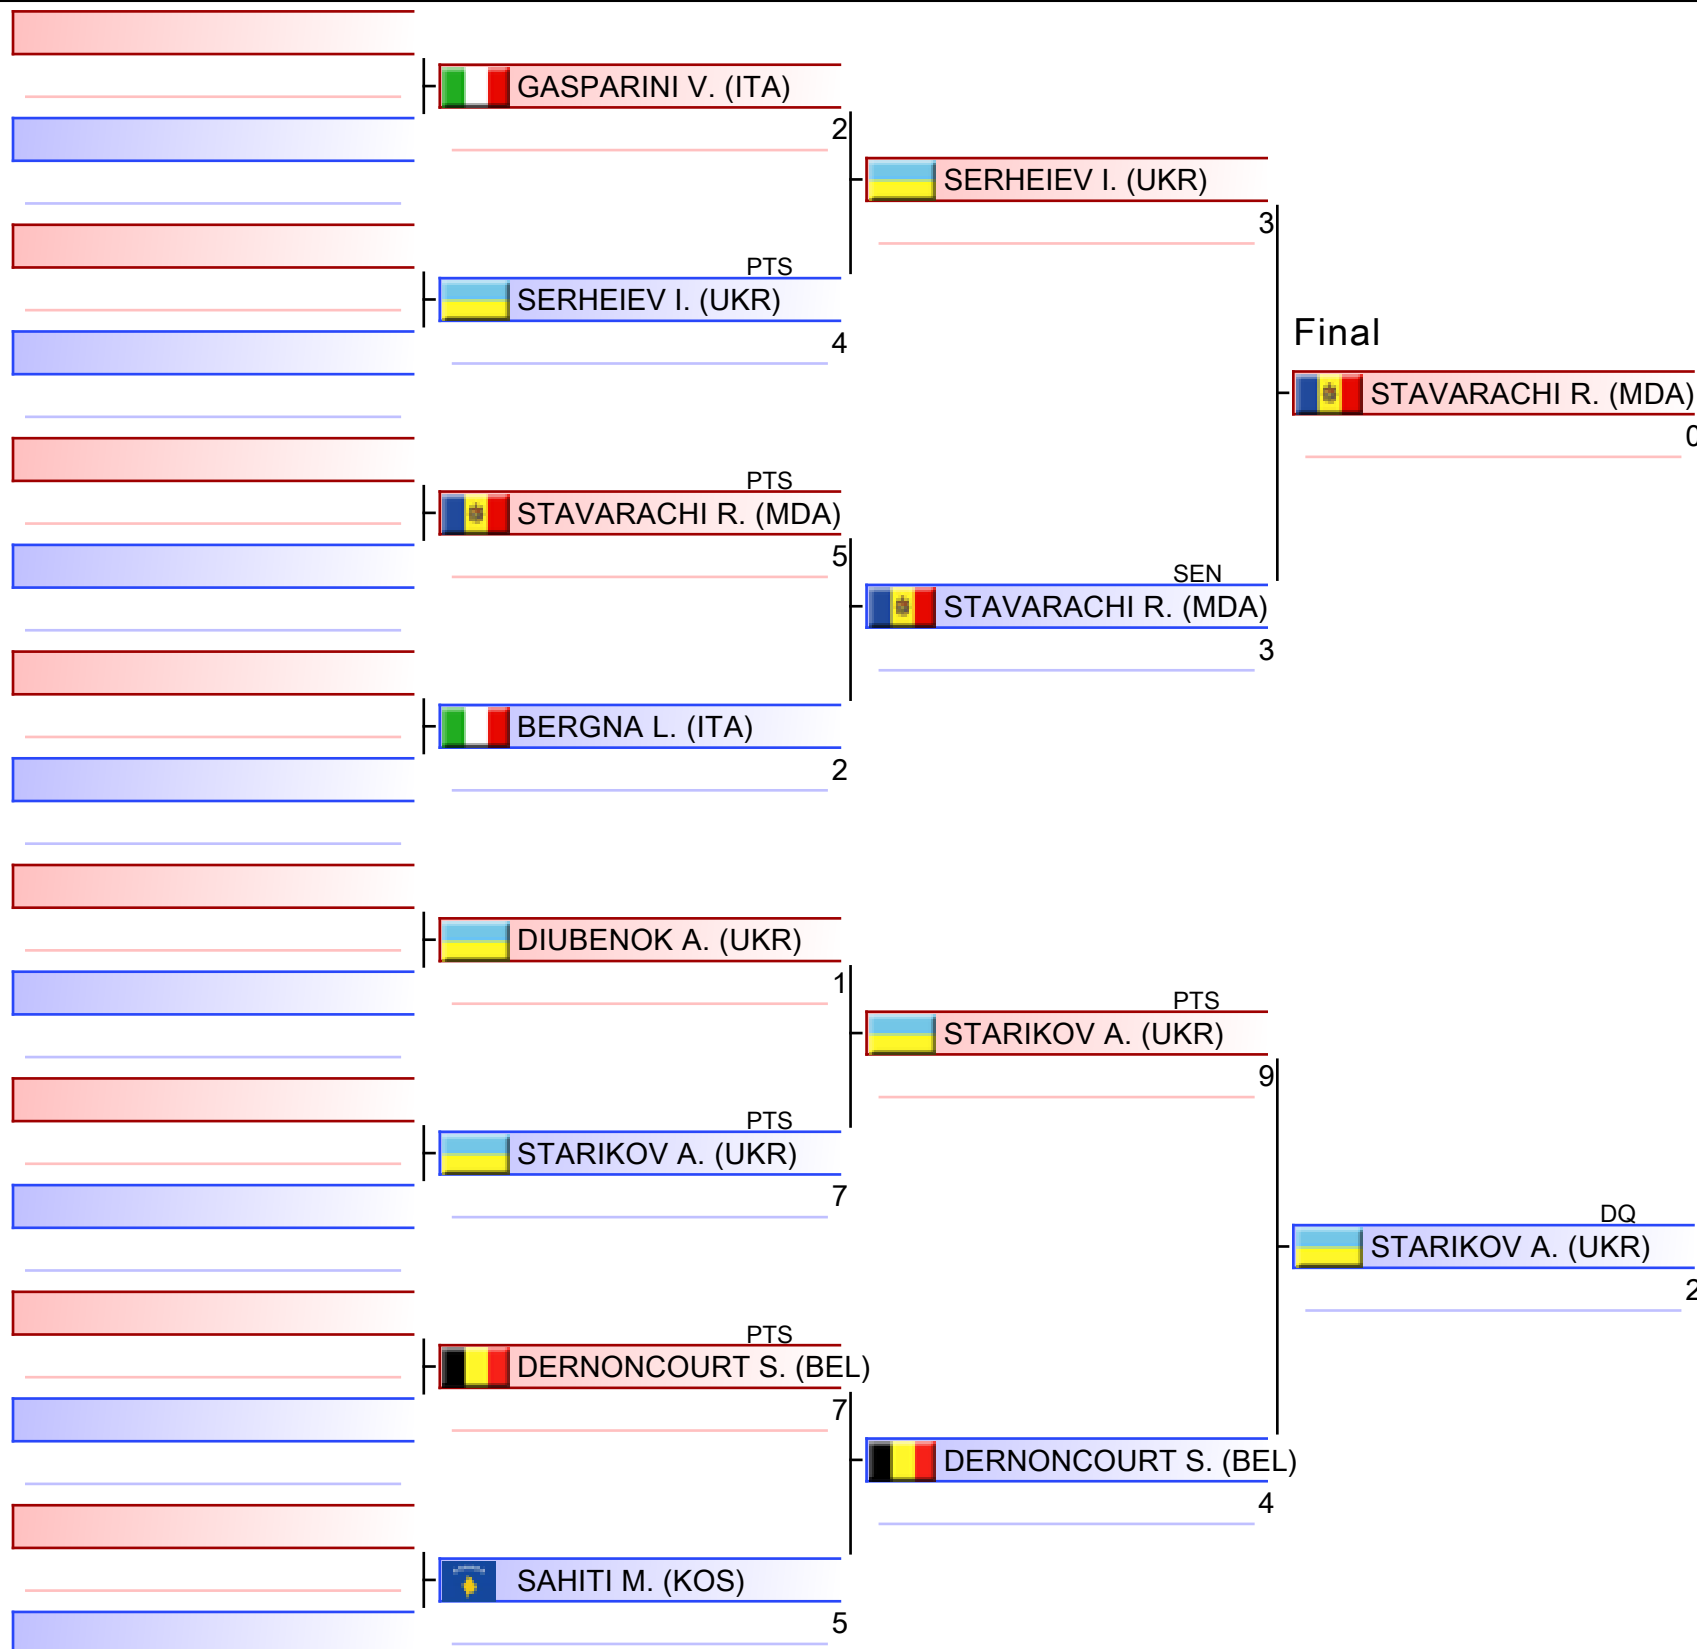 GASPARINI V. (ITA)
2
PTS
SERHEIEV I. (UKR)
4
PTS
STAVARACHI R. (MDA)
5
BERGNA L. (ITA)
2
DIUBENOK A. (UKR)
1
PTS
STARIKOV A. (UKR)
7
PTS
DERNONCOURT S. (BEL)
7
SAHITI M. (KOS)
5
SERHEIEV I. (UKR)
3
SEN
STAVARACHI R. (MDA)
3
PTS
STARIKOV A. (UKR)
9
DERNONCOURT S. (BEL)
4
Final
STAVARACHI R. (MDA)
0
DQ
STARIKOV A. (UKR)
2